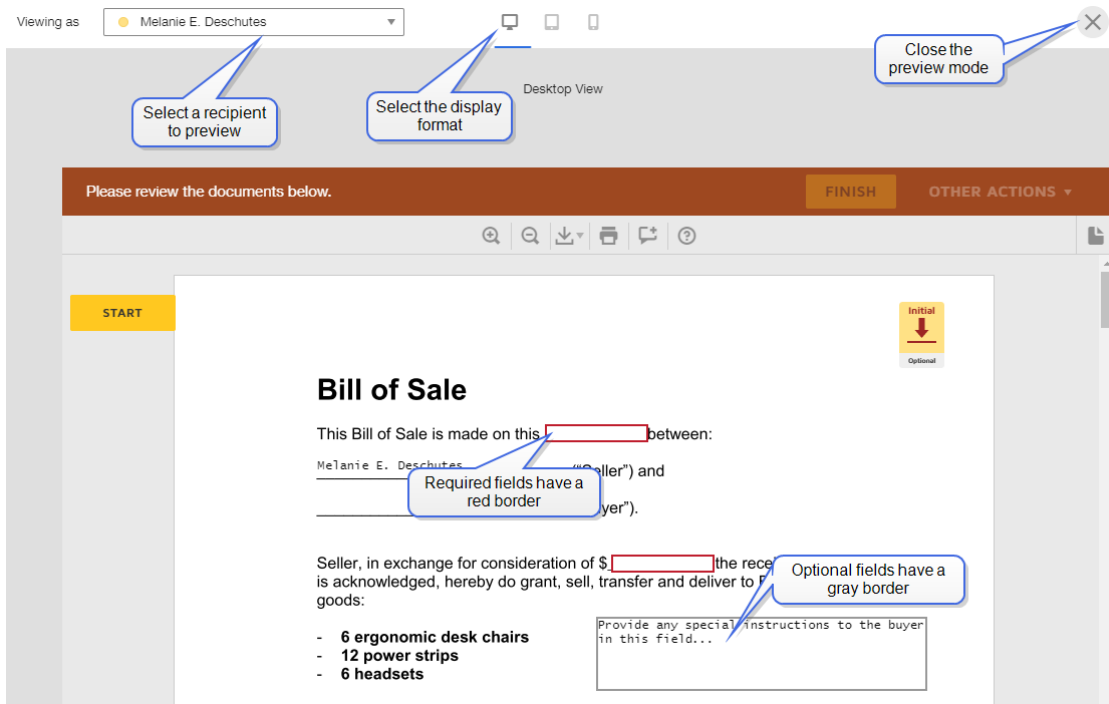 Viewing as
Melanie E. Deschutes
Close the
preview mode
Desktop View
Select a recipient
to preview
Select the display
format
Please review the documents below.
FINISH
OTHER ACTIONS
START
Initial
Optional
Bill of Sale
This Bill of Sale is made on this between:
Melanie E. Deschutes
eller") and
Required fields have a
red border
yer").
Seller, in exchange for consideration of $ the rece
is acknowledged, hereby do grant, sell, transfer and deliver to
goods:
Optional fields have a
gray border
Provide any special instructions to the buyer
in this field...
- 6 ergonomic desk chairs
- 12 power strips
- 6 headsets